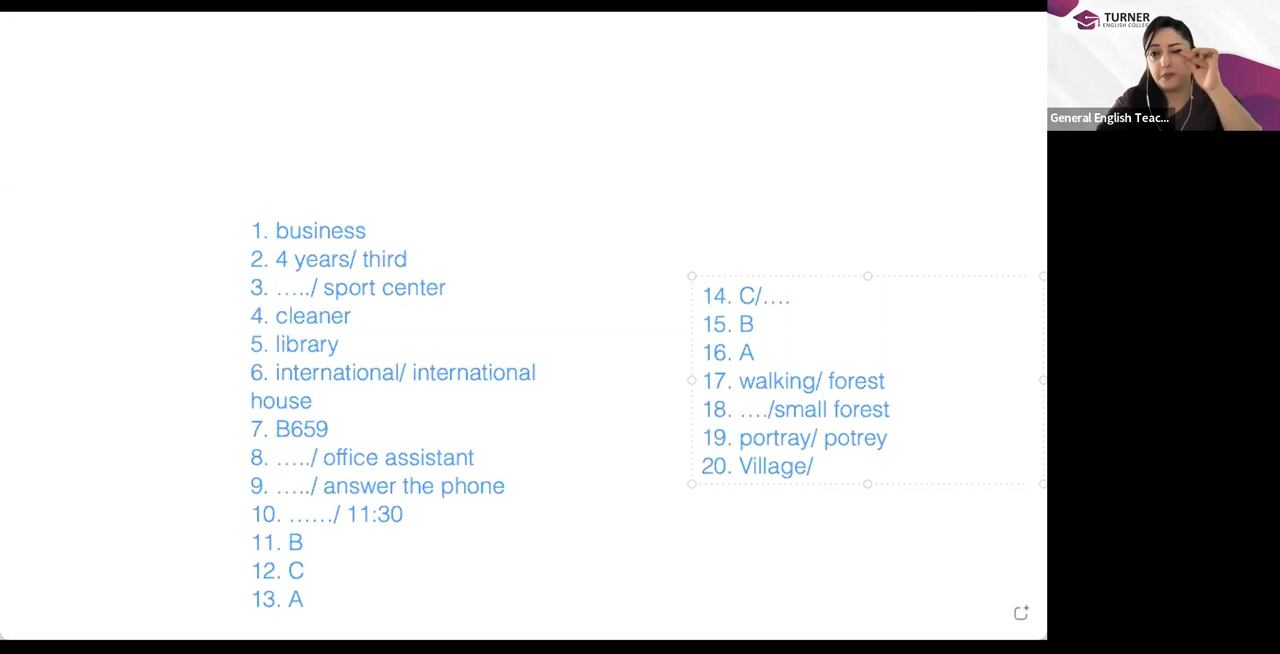 1. business
2. 4 years/ third
3. …../ sport center
4. cleaner
5. library
6. international/ international
house
7. B659
8. …../ office assistant
9. …../ answer the phone
10. ……/ 11:30
11. B
12. C
13. A
14. C/….
15. B
16. A
17. walking/ forest
18. …./small forest
19. portray/ potrey
20. Village/
TURNER
ENGLISH COLLEG
General English Teac...